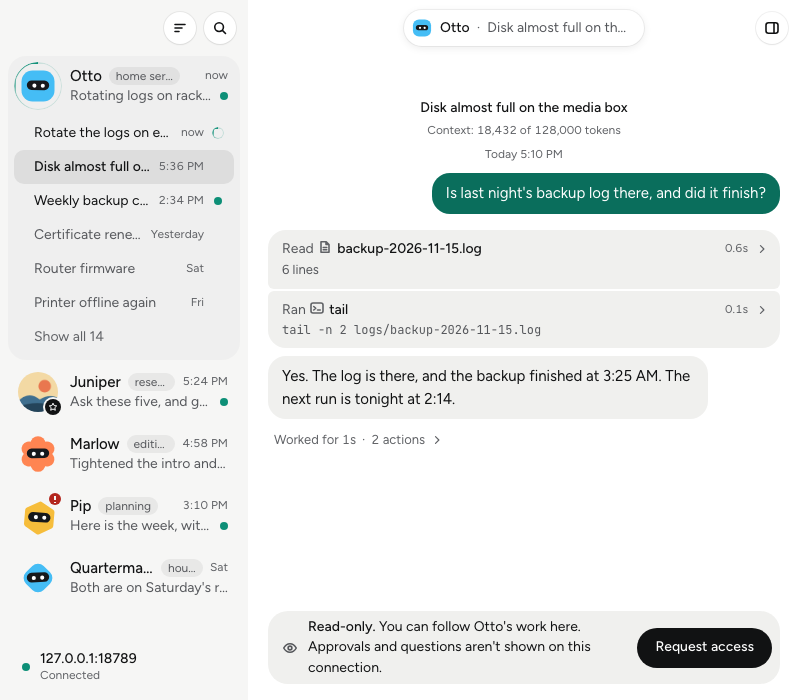 Otto home ser... now
Rotating logs on rack...
Rotate the logs on e... now
Disk almost full o... 5:36 PM
Weekly backup c... 2:34 PM
Certificate rene... Yesterday
Router firmware Sat
Printer offline again Fri
Show all 14
Juniper rese... 5:24 PM
Ask these five, and g...
Marlow editi... 4:58 PM
Tightened the intro and...
Pip planning 3:10 PM
Here is the week, wit...
Quarterma... hou... Sat
Both are on Saturday's r...
127.0.0.1:18789
Connected
Otto · Disk almost full on th...
Disk almost full on the media box
Context: 18,432 of 128,000 tokens
Today 5:10 PM
Is last night's backup log there, and did it finish?
Read backup-2026-11-15.log 0.6s
6 lines
Ran tail 0.1s
tail -n 2 logs/backup-2026-11-15.log
Yes. The log is there, and the backup finished at 3:25 AM. The
next run is tonight at 2:14.
Worked for 1s · 2 actions
Read-only. You can follow Otto's work here.
Approvals and questions aren't shown on this
connection.
Request access